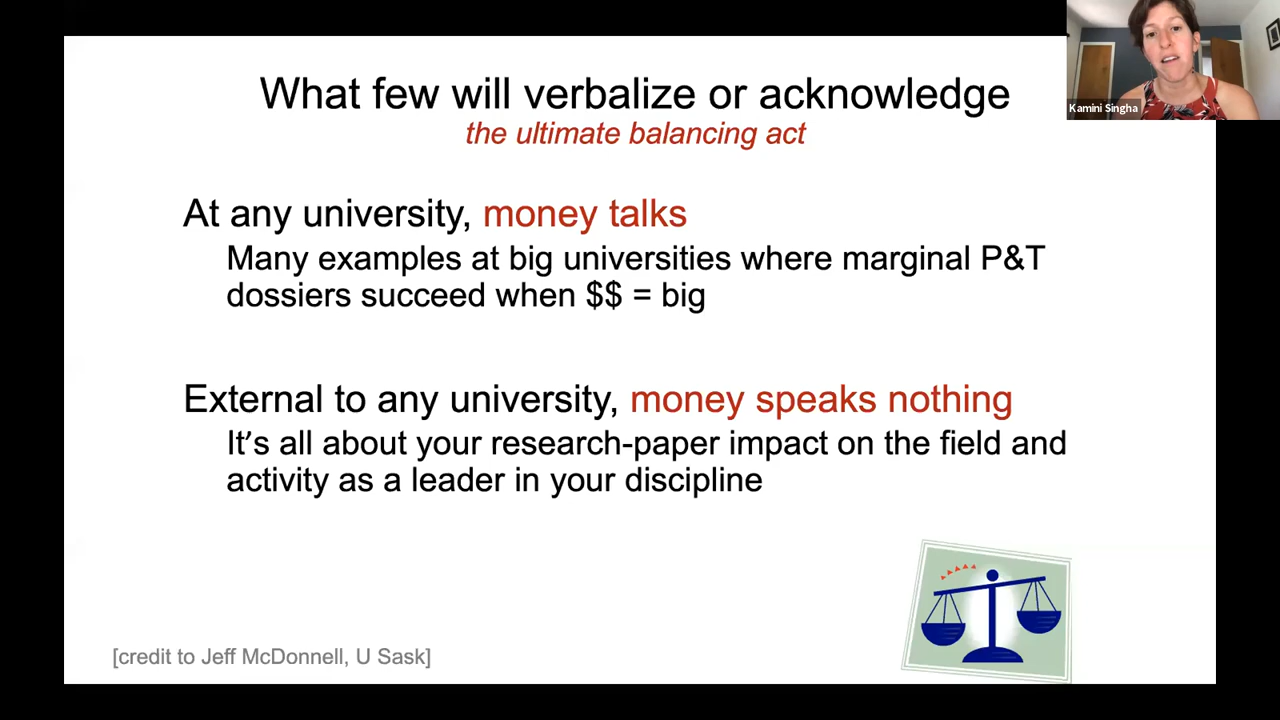 What few will verbalize or acknowledge
the ultimate balancing act
At any university, money talks
Many examples at big universities where marginal P&T
dossiers succeed when $$ = big
External to any university, money speaks nothing
It’s all about your research-paper impact on the field and
activity as a leader in your discipline
[credit to Jeff McDonnell, U Sask]
Kamini Singha